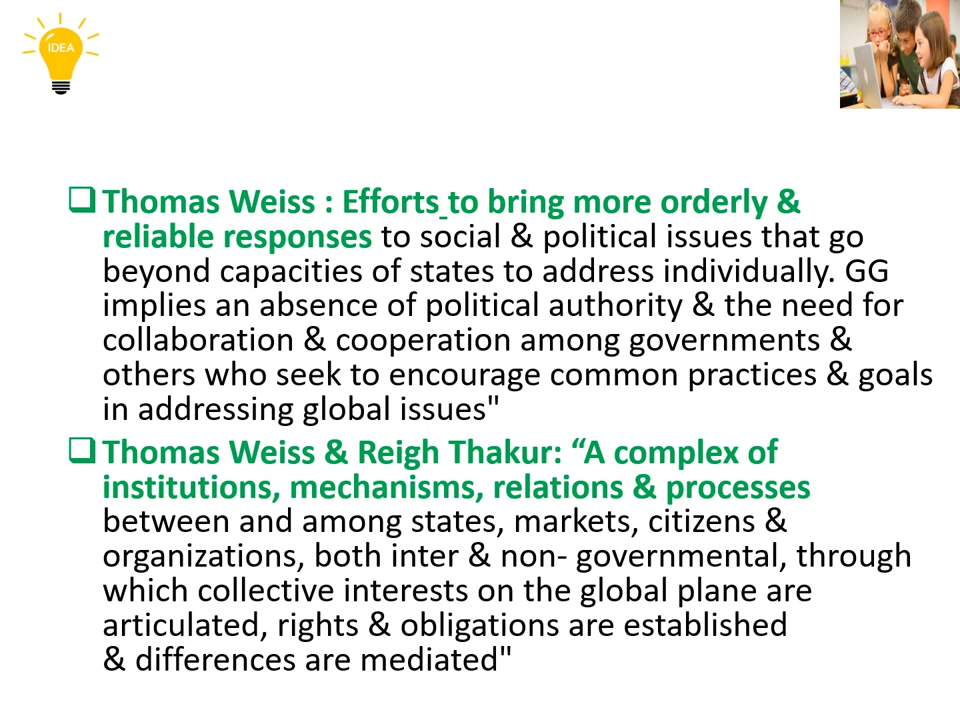 IDEA
Thomas Weiss : Efforts to bring more orderly &
reliable responses to social & political issues that go
beyond capacities of states to address individually. GG
implies an absence of political authority & the need for
collaboration & cooperation among governments &
others who seek to encourage common practices & goals
in addressing global issues"
Thomas Weiss & Reigh Thakur: “A complex of
institutions, mechanisms, relations & processes
between and among states, markets, citizens &
organizations, both inter & non- governmental, through
which collective interests on the global plane are
articulated, rights & obligations are established
& differences are mediated"